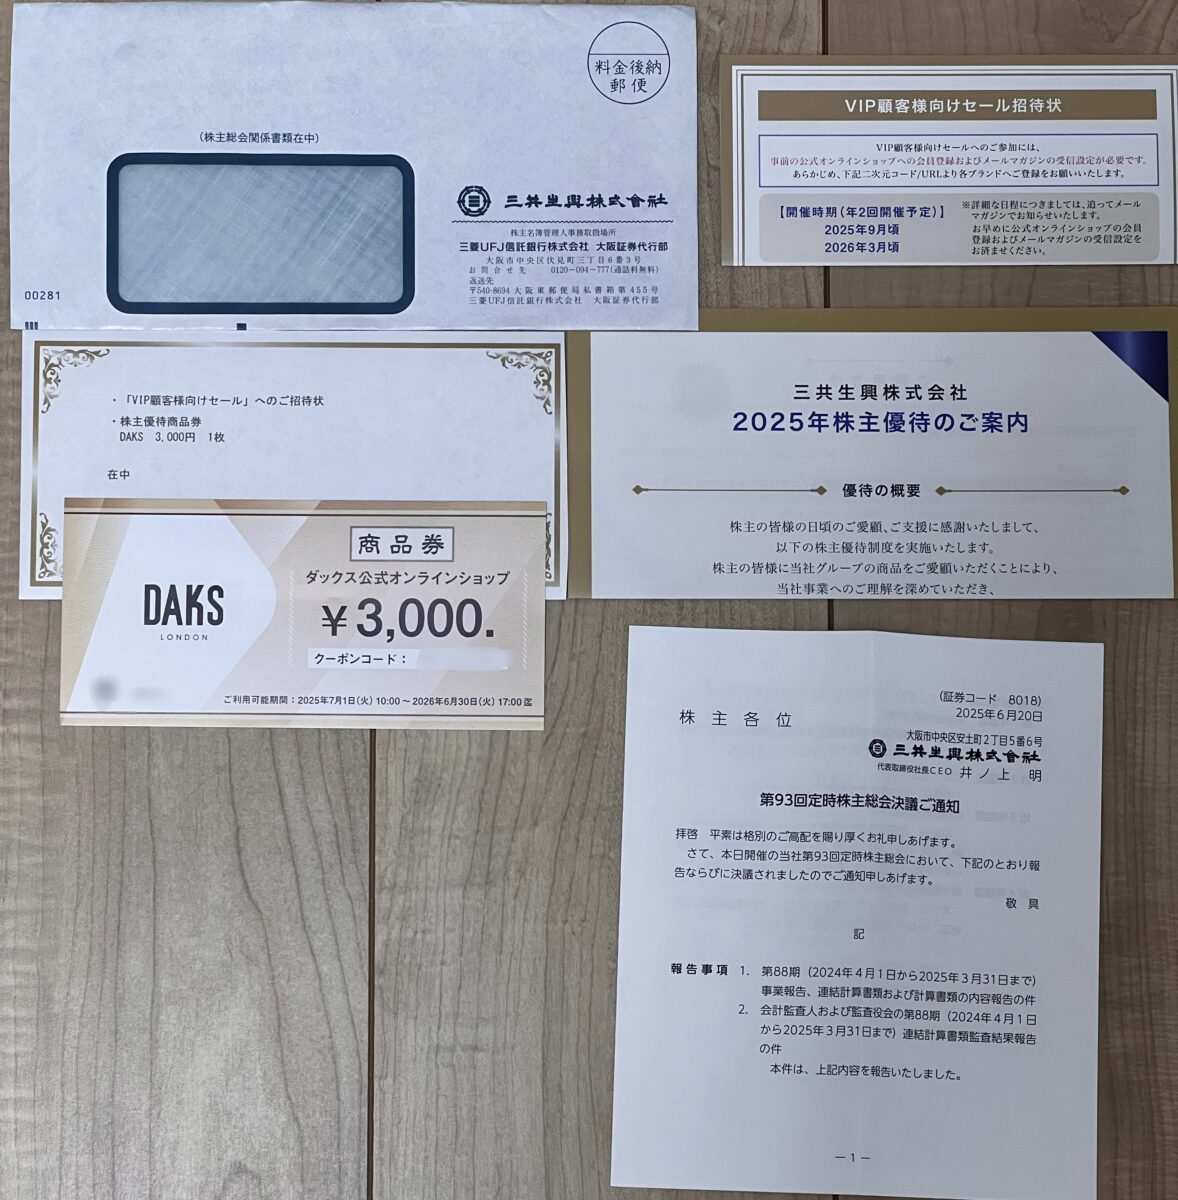 料金後納
郵便
(株主総会関係書類在中)
三共生興株式会社
株主名簿管理人事務取扱場所
三菱UFJ信託銀行株式会社 大阪証券代行部
大阪市中央区伏見町三丁目6番3号
お問合せ先 0120-094-777(通話料無料)
返送先
〒540-8694 大阪東郵便局私書箱第455号
三菱UFJ信託銀行株式会社 大阪証券代行部
00281
VIP顧客様向けセール招待状
VIP顧客様向けセールへのご参加には、
事前の公式オンラインショップへの会員登録およびメールマガジンの受信設定が必要です。
あらかじめ、下記二次元コード/URLより各ブランドへご登録をお願いいたします。
【開催時期(年2回開催予定)】
2025年9月頃
2026年3月頃
※詳細な日程につきましては、追ってメール
マガジンでお知らせいたします。
お早めに公式オンラインショップの会員
登録およびメールマガジンの受信設定を
お済ませください。
・「VIP顧客様向けセール」へのご招待状
・株主優待商品券
DAKS 3,000円 1枚
在中
三共生興株式会社
2025年株主優待のご案内
優待の概要
株主の皆様の日頃のご愛顧、ご支援に感謝いたしまして、
以下の株主優待制度を実施いたします。
株主の皆様に当社グループの商品をご愛顧いただくことにより、
当社事業へのご理解を深めていただき、
DAKS
LONDON
商品券
ダックス公式オンラインショップ
¥3,000.
クーポンコード:
ご利用可能期間:2025年7月1日(火) 10:00~2026年6月30日(火) 17:00迄
(証券コード 8018)
2025年6月20日
株主各位
大阪市中央区安土町2丁目5番6号
三共生興株式会社
代表取締役社長CEO 井ノ上 明
第93回定時株主総会決議ご通知
拝啓 平素は格別のご高配を賜り厚くお礼申しあげます。
さて、本日開催の当社第93回定時株主総会において、下記のとおり報
告ならびに決議されましたのでご通知申しあげます。
敬 具
記
報告事項 1. 第88期(2024年4月1日から2025年3月31日まで)
事業報告、連結計算書類および計算書類の内容報告の件
2. 会計監査人および監査役会の第88期(2024年4月1日
から2025年3月31日まで)連結計算書類監査結果報告
の件
本件は、上記内容を報告いたしました。
―1―